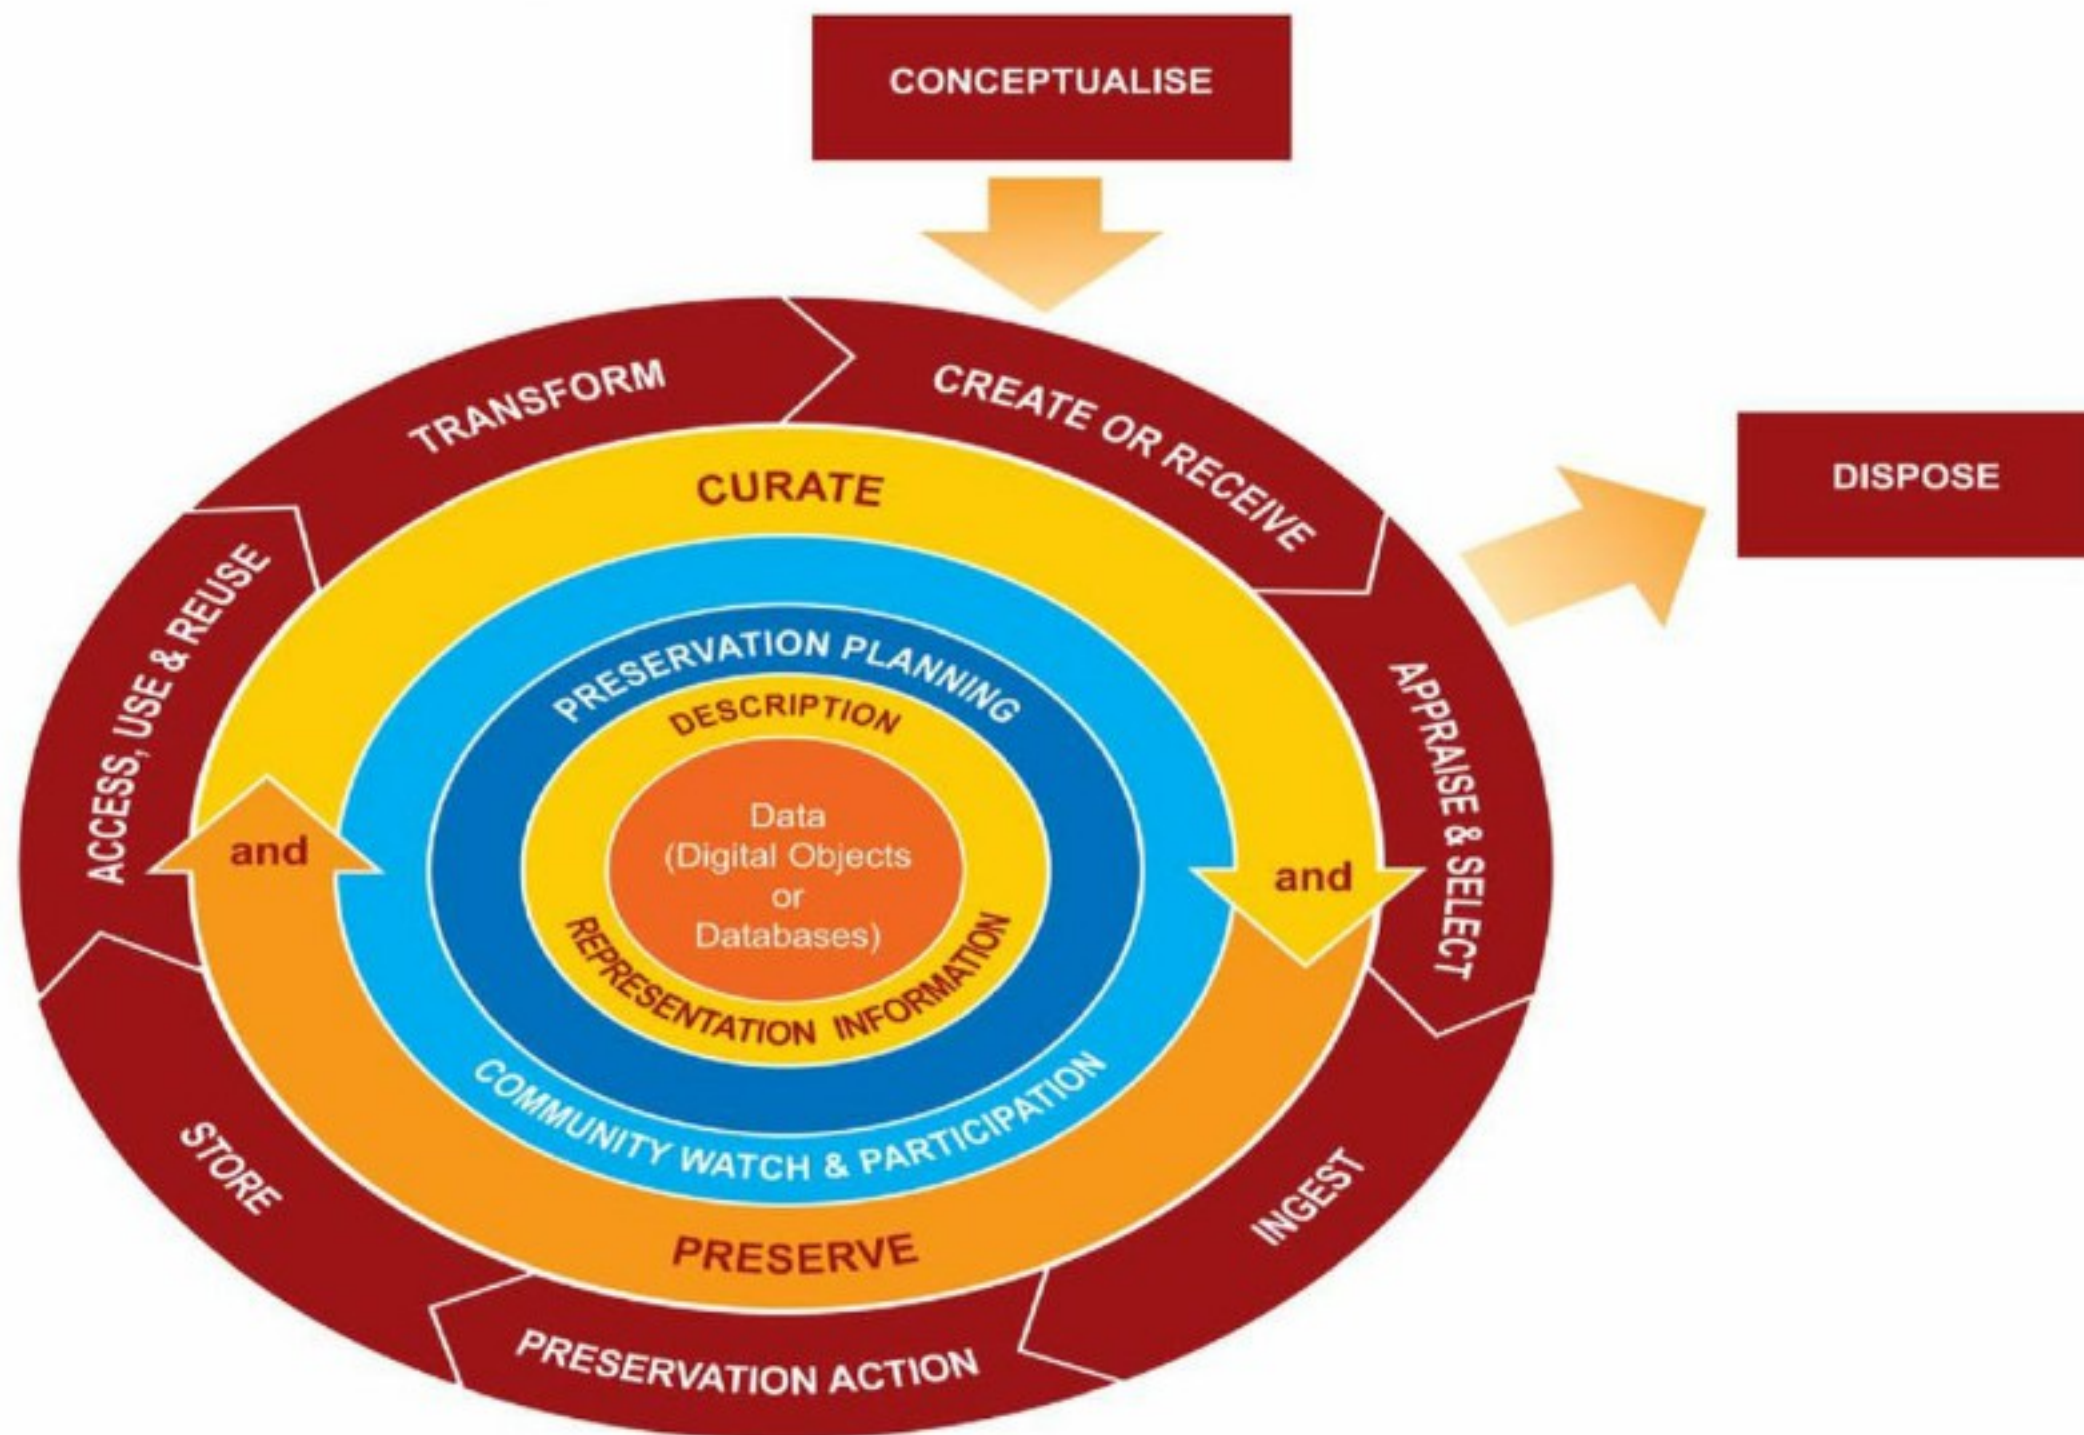 CONCEPTUALISE
DISPOSE
TRANSFORM
CREATE OR RECEIVE
APPRAISE & SELECT
INGEST
PRESERVATION ACTION
STORE
ACCESS, USE & REUSE
CURATE
and
PRESERVE
and
COMMUNITY WATCH & PARTICIPATION
PRESERVATION PLANNING
DESCRIPTION
REPRESENTATION INFORMATION
Data
(Digital Objects
or
Databases)